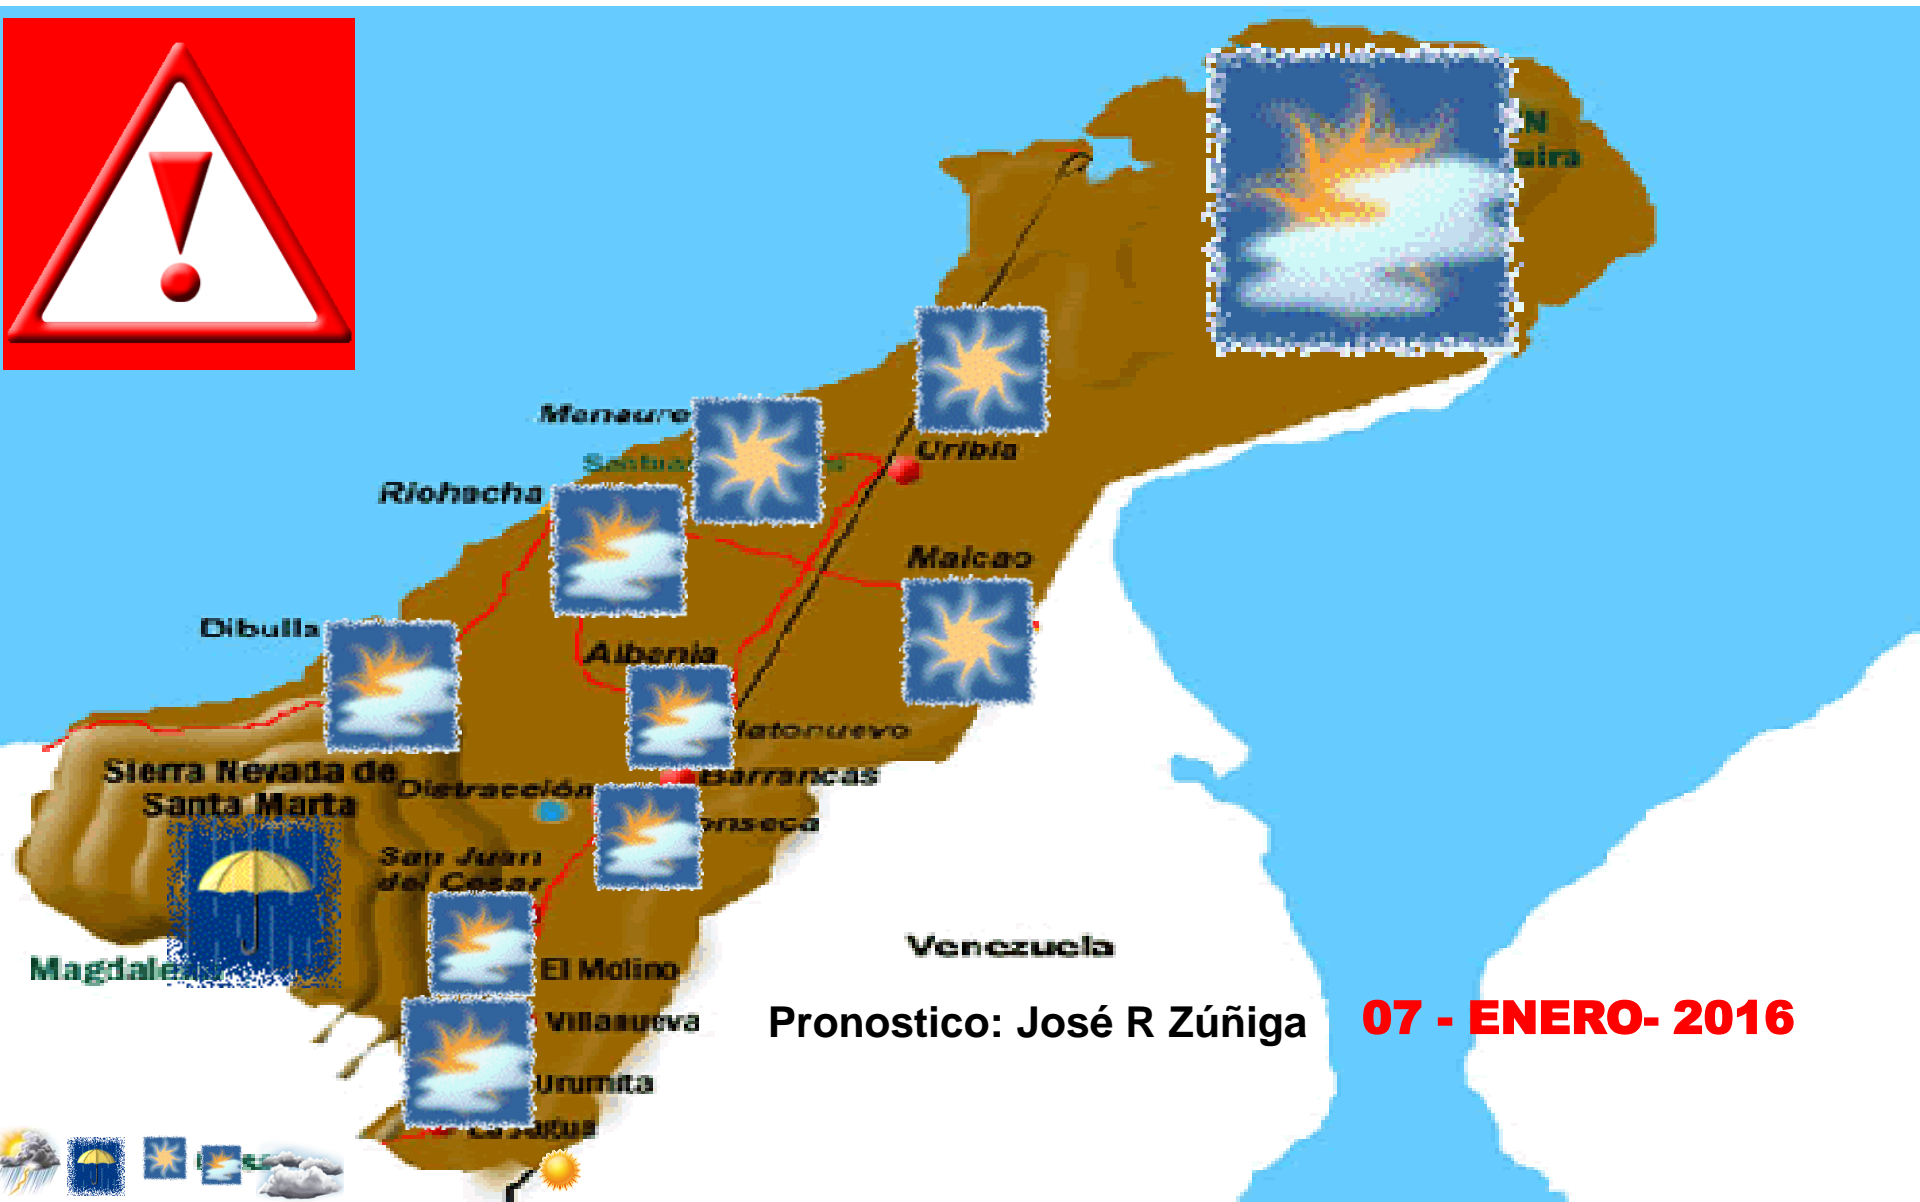 Manaure
Uribia
Riohacha
Maicao
Dibulla
Albania
Sierra Nevada de
Santa Marta
Distracción
Barrancas
San Juan
del Cesar
Venezuela
El Molino
Villanueva
Urumita
Pronostico: José R Zúñiga
07 - ENERO- 2016